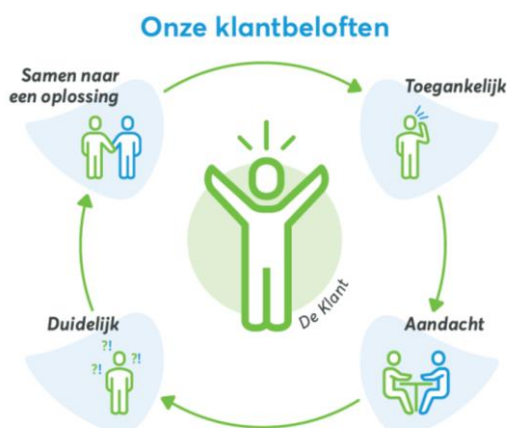 Onze klantbeloften
Samen naar
een oplossing
Toegankelijk
De Klant
Duidelijk
?!
?!
?!
Aandacht